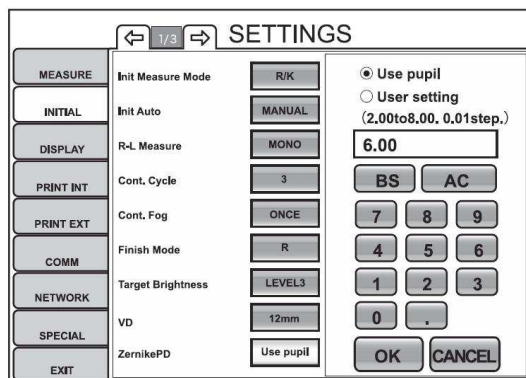 1/3 SETTINGS
MEASURE
INITIAL
DISPLAY
PRINT INT
PRINT EXT
COMM
NETWORK
SPECIAL
EXIT
Init Measure Mode R/K
Init Auto MANUAL
R-L Measure MONO
Cont. Cycle 3
Cont. Fog ONCE
Finish Mode R
Target Brightness LEVEL3
VD 12mm
ZernikePD Use pupil
Use pupil
User setting
(2.00to8.00. 0.01step.)
6.00
BS AC
7 8 9
4 5 6
1 2 3
0 .
OK CANCEL